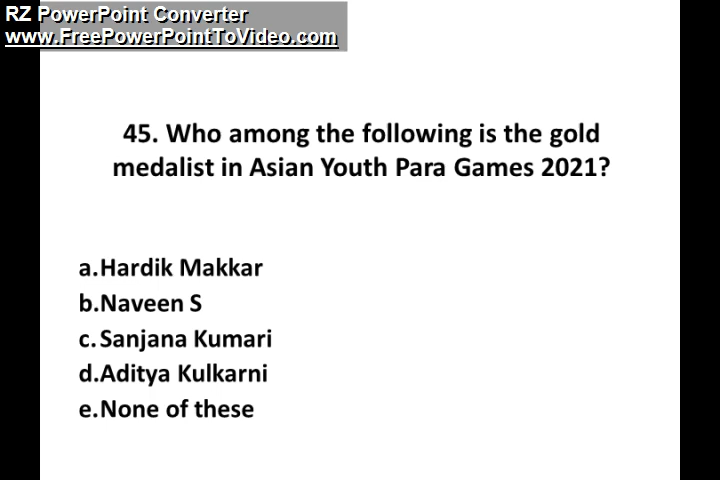 RZ PowerPoint Converter
www.FreePowerPointToVideo.com
45. Who among the following is the gold
medalist in Asian Youth Para Games 2021?
a.Hardik Makkar
b.Naveen S
c.Sanjana Kumari
d.Aditya Kulkarni
e.None of these